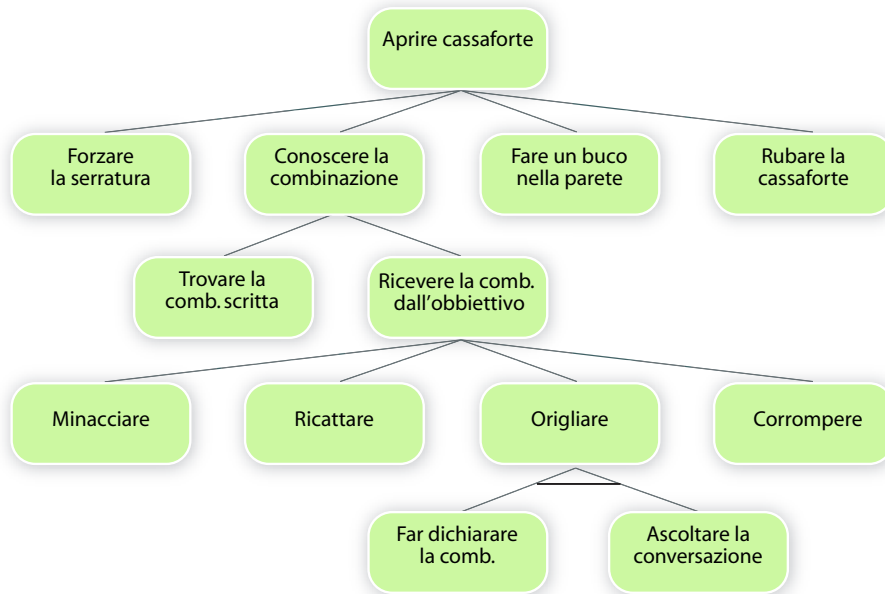 Aprire cassaforte
Forzare
la serratura
Conoscere la
combinazione
Fare un buco
nella parete
Rubare la
cassaforte
Trovare la
comb. scritta
Ricevere la comb.
dall'obbiettivo
Minacciare
Ricattare
Origliare
Corrompere
Far dichiarare
la comb.
Ascoltare la
conversazione